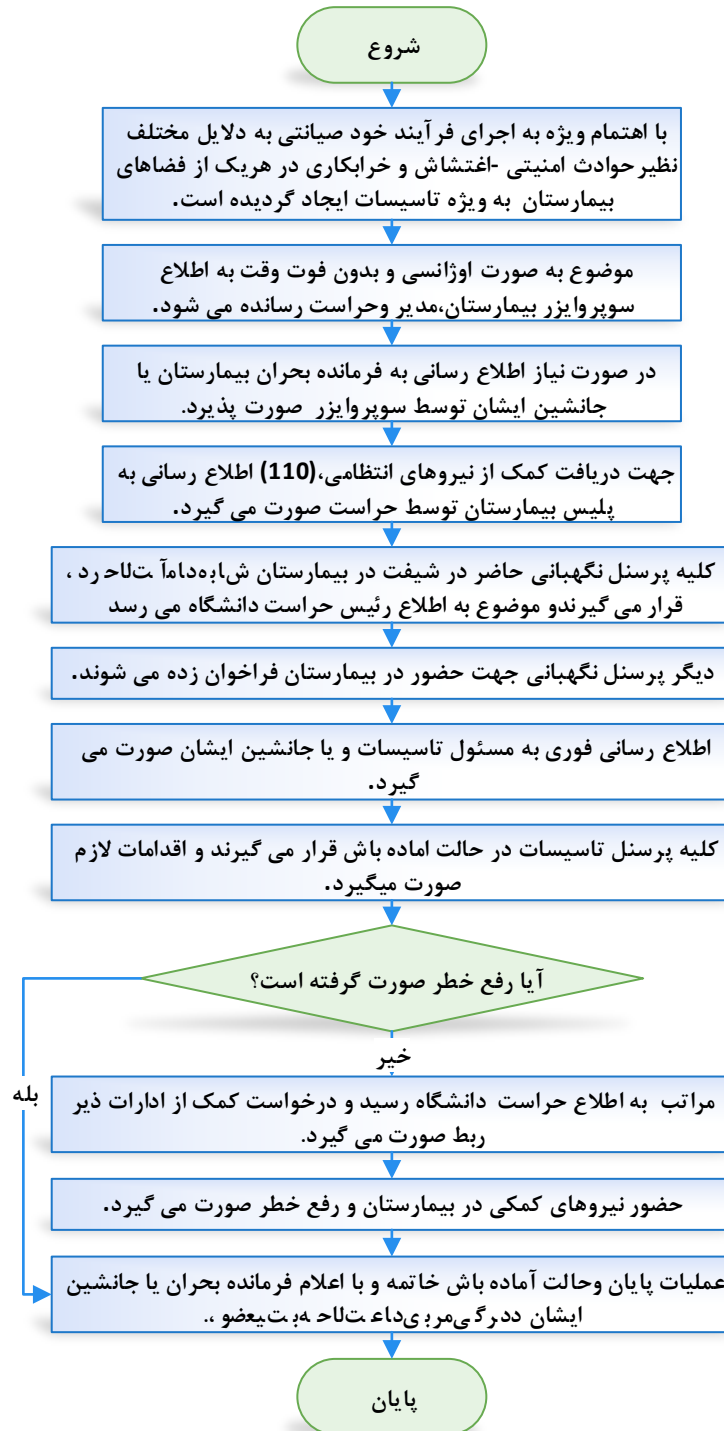 شروع
با اهتمام ویژه به اجرای فرآیند خود صیانتی به دلایل مختلف
نظیر حوادث امنیتی -اغتشاش و خرابکاری در هریک از فضاهای
بیمارستان به ویژه تاسیسات ایجاد گردیده است.
موضوع به صورت اوژانسی و بدون فوت وقت به اطلاع
سوپروایزر بیمارستان،مدیر وحراست رسانده می شود.
در صورت نیاز اطلاع رسانی به فرمانده بحران بیمارستان یا
جانشین ایشان توسط سوپروایزر صورت پذیرد.
جهت دریافت کمک از نیروهای انتظامی،(110) اطلاع رسانی به
پلیس بیمارستان توسط حراست صورت می گیرد.
کلیه پرسنل نگهبانی حاضر در شیفت در بیمارستان ،
قرار می گیرندو موضوع به اطلاع رئیس حراست دانشگاه می رسد
دیگر پرسنل نگهبانی جهت حضور در بیمارستان فراخوان زده می شوند.
اطلاع رسانی فوری به مسئول تاسیسات و یا جانشین ایشان صورت می
گیرد.
کلیه پرسنل تاسیسات در حالت اماده باش قرار می گیرند و اقدامات لازم
صورت میگیرد.
آیا رفع خطر صورت گرفته است؟
خیر
بله
مراتب به اطلاع حراست دانشگاه رسید و درخواست کمک از ادارات ذیر
ربط صورت می گیرد.
حضور نیروهای کمکی در بیمارستان و رفع خطر صورت می گیرد.
عملیات پایان وحالت آماده باش خاتمه و با اعلام فرمانده بحران یا جانشین
ایشان
پایان